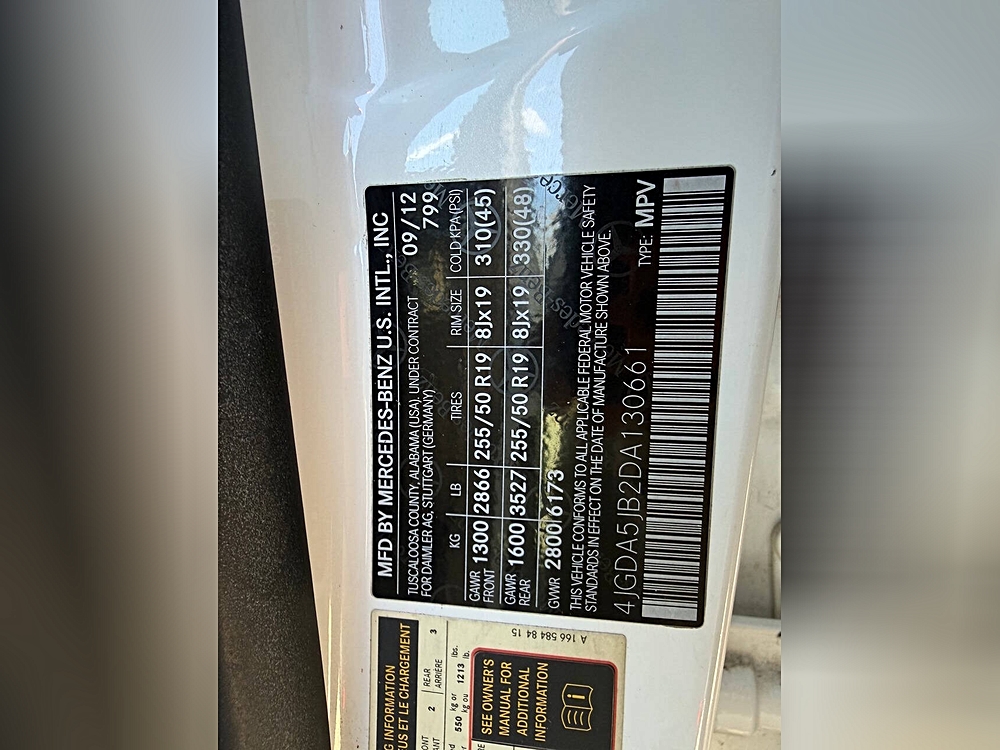 MFD BY MERCEDES-BENZ U.S. INTL., INC
TUSCALOOSA COUNTY, ALABAMA (USA), UNDER CONTRACT 09/12
FOR DAIMLER AG, STUTTGART (GERMANY) 799
KG LB TIRES RIM SIZE COLD KPA (PSI)
GAWR FRONT 1300 2866 255/50 R19 8Jx19 310(45)
GAWR REAR 1600 3527 255/50 R19 8Jx19 330(48)
GVWR 2800 6173
THIS VEHICLE CONFORMS TO ALL APPLICABLE FEDERAL MOTOR VEHICLE SAFETY
STANDARDS IN EFFECT ON THE DATE OF MANUFACTURE SHOWN ABOVE.
4JGDA5JB2DA130661 TYPE: MPV
INFORMATION
ET LE CHARGEMENT
2 REAR 3
ARRIÈRE
550 kg or 1213 lbs.
kg ou lb.
A 166 584 84 15
SEE OWNER'S
MANUAL FOR
ADDITIONAL
INFORMATION